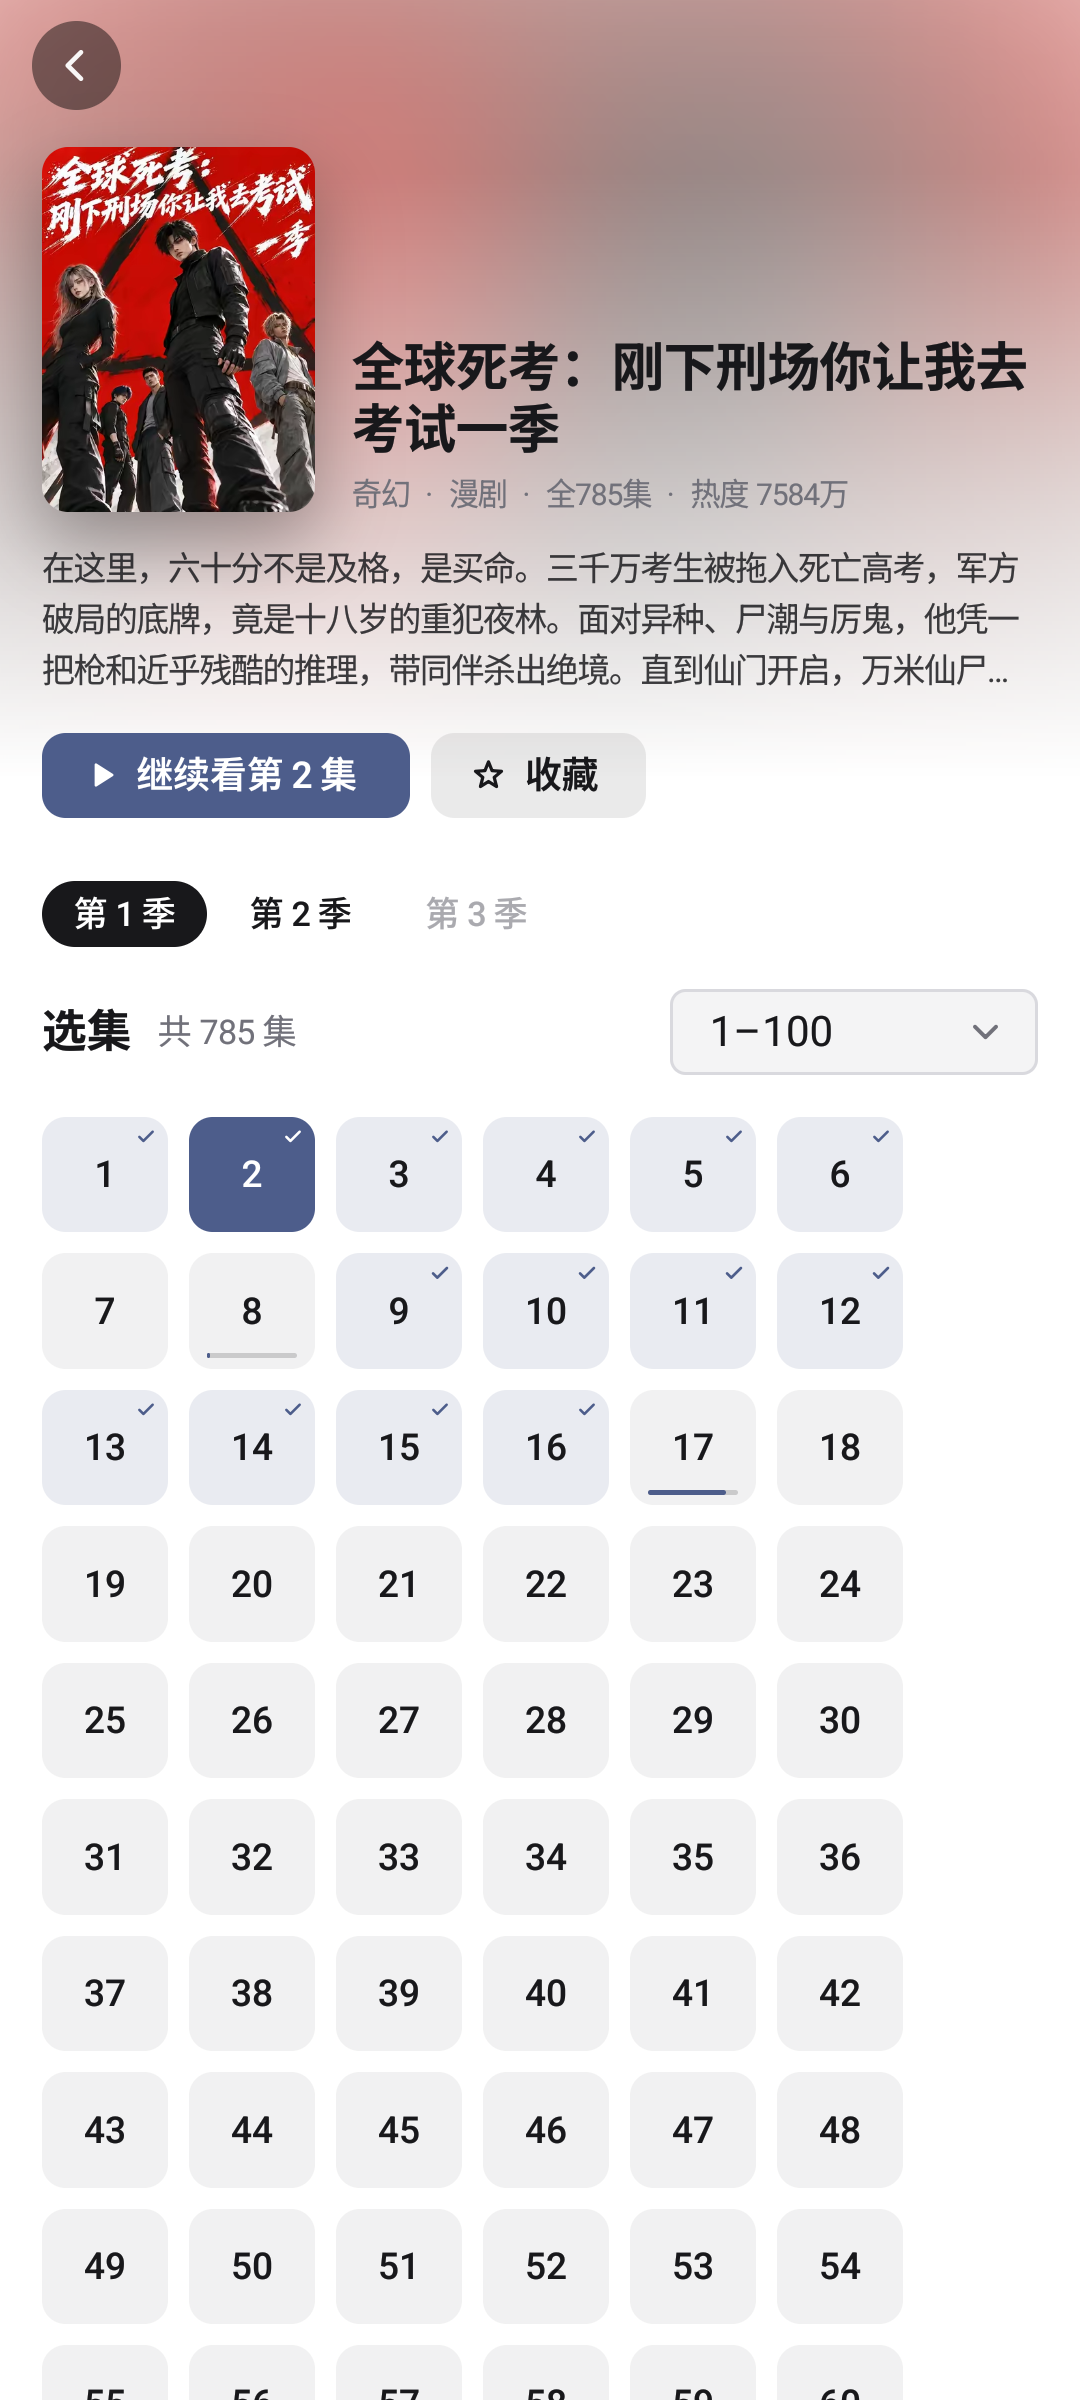 全球死考：
刚下刑场你让我去考试
一季
全球死考：刚下刑场你让我去
考试一季
奇幻 · 漫剧 · 全785集 · 热度 7584万
在这里，六十分不是及格，是买命。三千万考生被拖入死亡高考，军方
破局的底牌，竟是十八岁的重犯夜林。面对异种、尸潮与厉鬼，他凭一
把枪和近乎残酷的推理，带同伴杀出绝境。直到仙门开启，万米仙尸...
继续看第 2 集
收藏
第 1 季 第 2 季 第 3 季
选集 共 785 集 1–100
1 2 3 4 5 6
7 8 9 10 11 12
13 14 15 16 17 18
19 20 21 22 23 24
25 26 27 28 29 30
31 32 33 34 35 36
37 38 39 40 41 42
43 44 45 46 47 48
49 50 51 52 53 54
55 56 57 58 59 60